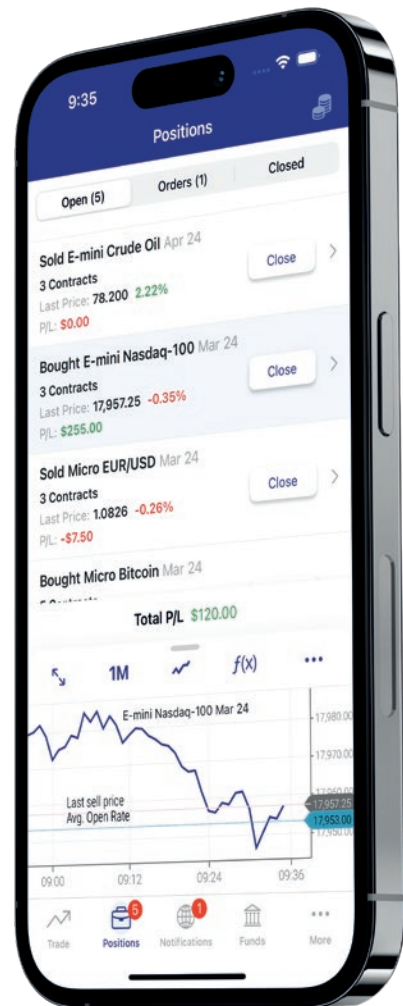 9:35
Positions
Open (5)
Orders (1)
Closed
Sold E-mini Crude Oil Apr 24
3 Contracts
Last Price: 78.200 2.22%
P/L: $0.00
Close
Bought E-mini Nasdaq-100 Mar 24
3 Contracts
Last Price: 17,957.25 -0.35%
P/L: $255.00
Close
Sold Micro EUR/USD Mar 24
3 Contracts
Last Price: 1.0826 -0.26%
P/L: -$7.50
Close
Bought Micro Bitcoin Mar 24
Total P/L $120.00
1M
f(x)
E-mini Nasdaq-100 Mar 24
17,980.00
17,970.00
17,960.00
Last sell price
17,957.25
Avg. Open Rate
17,953.00
17,950.00
09:00
09:12
09:24
09:36
5
1
Trade
Positions
Notifications
Funds
More